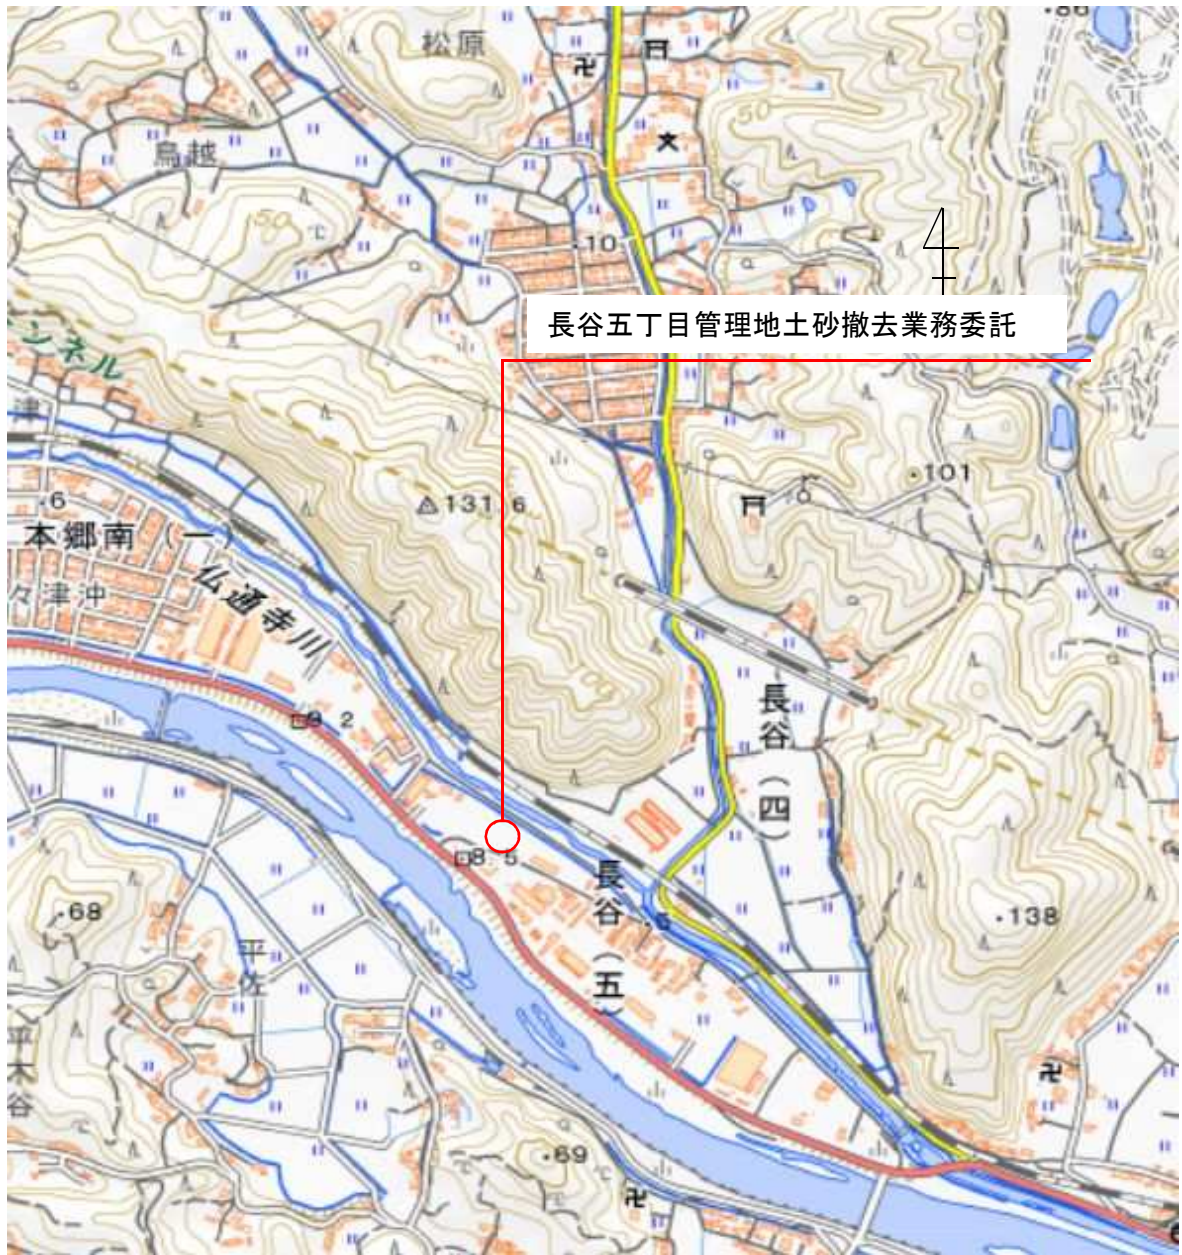 松原
鳥越
50
50
10
長谷五丁目管理地土砂撤去業務委託
ンネル
津
6
131.6
101
本郷南(一)
々津沖
仏通寺川
9.2
長谷(四)
8.5
長谷(五)
5
68
138
平佐
平木谷
69